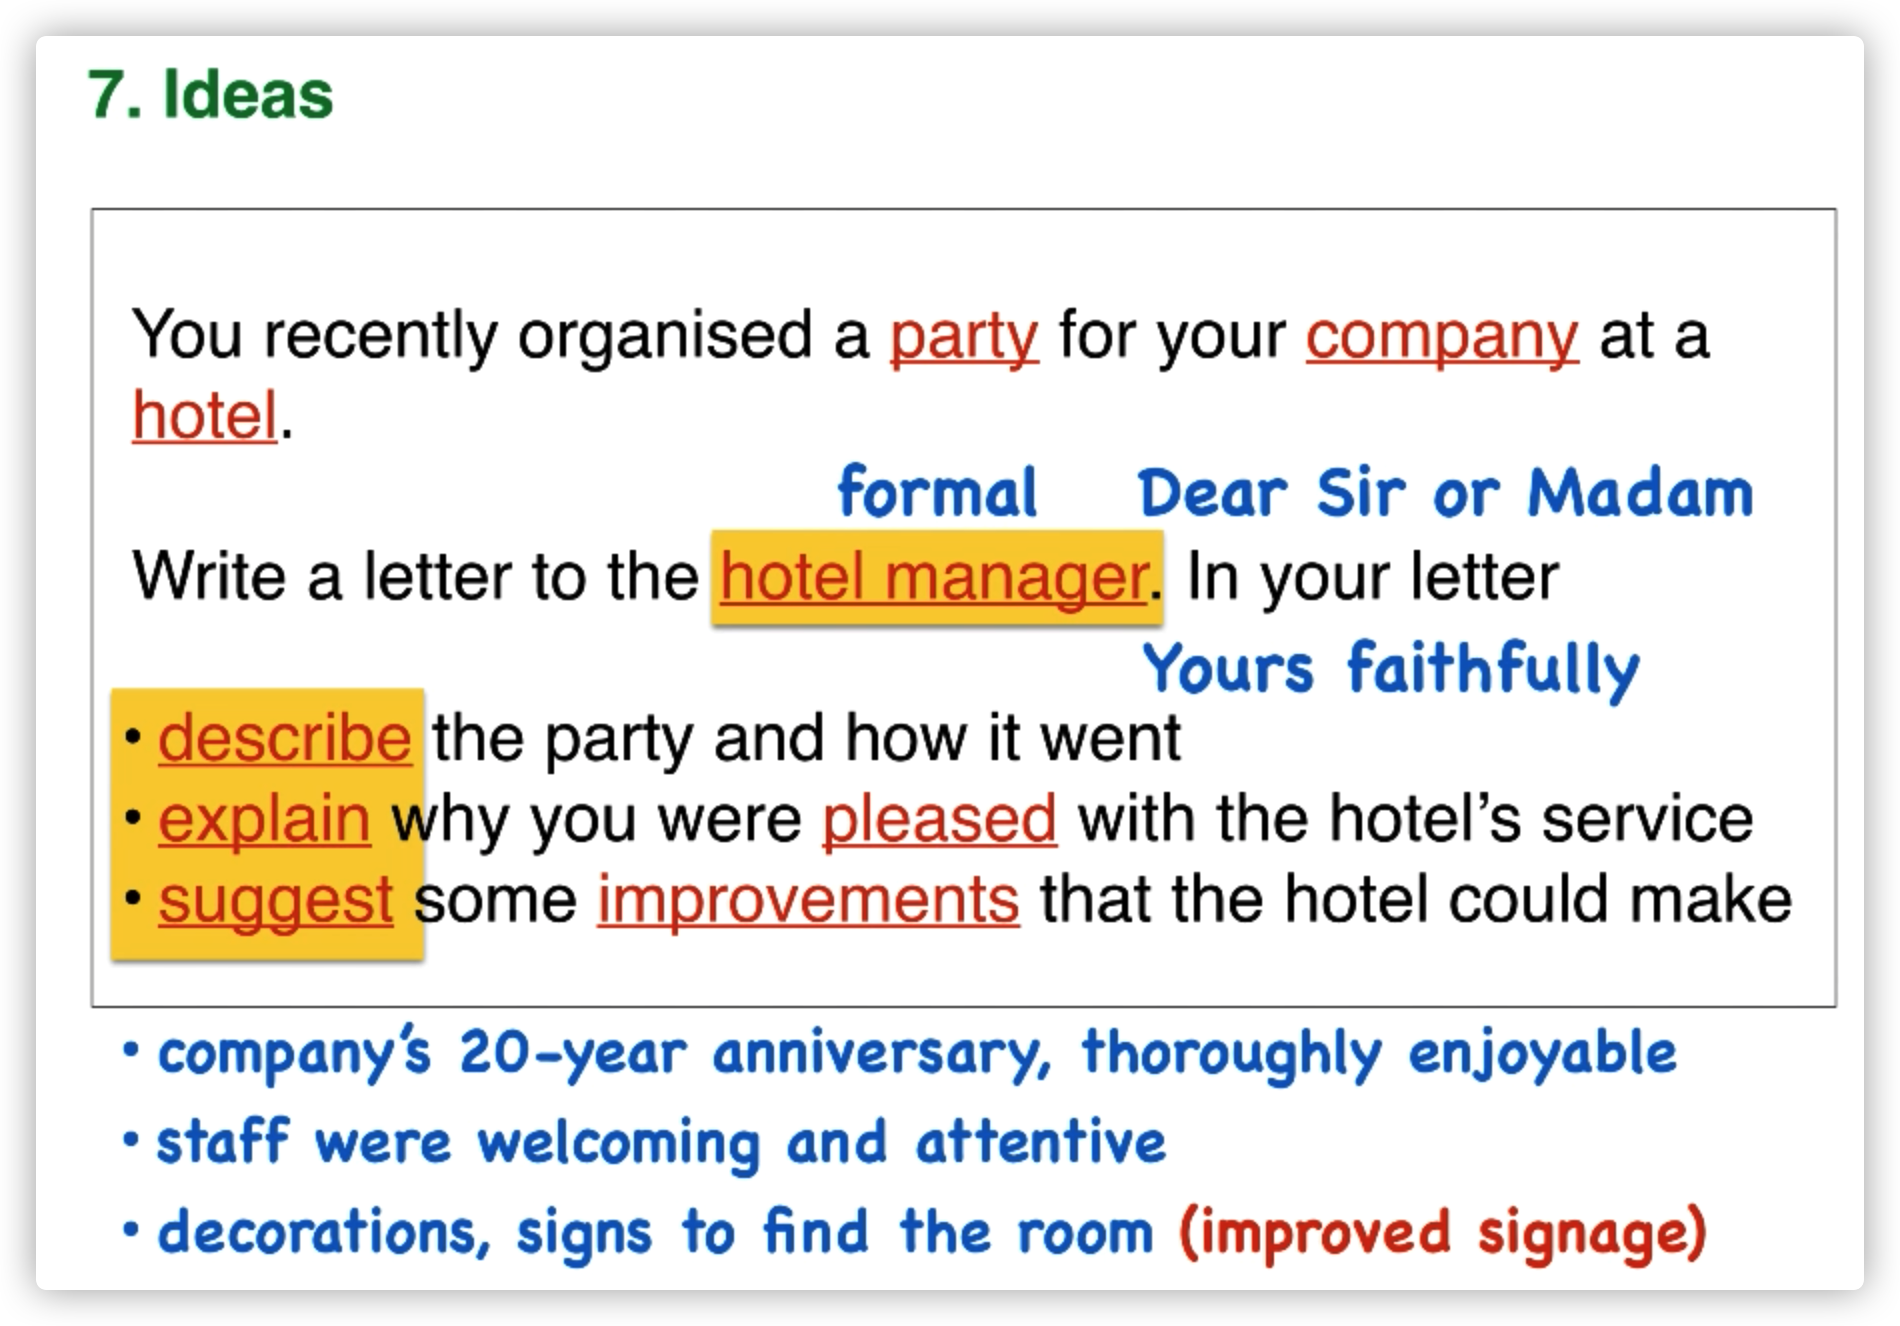 7. Ideas
You recently organised a party for your company at a
hotel.
formal Dear Sir or Madam
Write a letter to the hotel manager. In your letter
Yours faithfully
• describe the party and how it went
• explain why you were pleased with the hotel’s service
• suggest some improvements that the hotel could make
• company’s 20-year anniversary, thoroughly enjoyable
• staff were welcoming and attentive
• decorations, signs to find the room (improved signage)